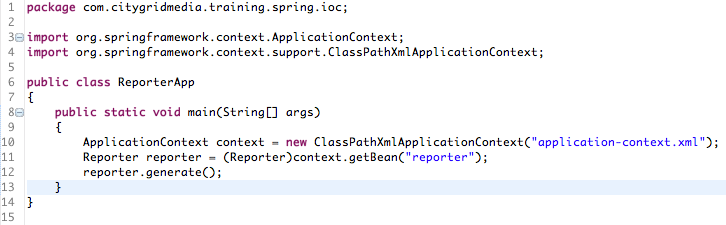 1 package com.citygridmedia.training.spring.ioc;
2
3 import org.springframework.context.ApplicationContext;
4 import org.springframework.context.support.ClassPathXmlApplicationContext;
5
6 public class ReporterApp
7 {
8     public static void main(String[] args)
9     {
10         ApplicationContext context = new ClassPathXmlApplicationContext("application-context.xml");
11         Reporter reporter = (Reporter)context.getBean("reporter");
12         reporter.generate();
13     }
14 }
15